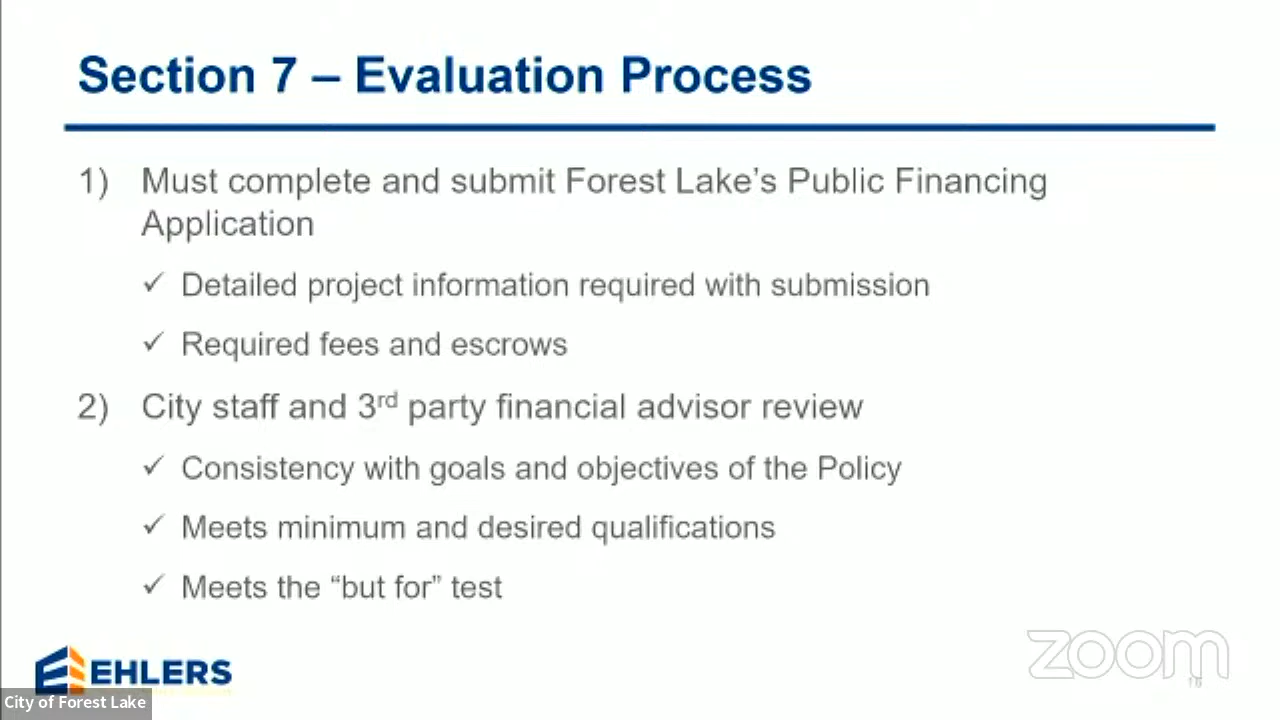 Section 7 – Evaluation Process
1) Must complete and submit Forest Lake’s Public Financing
Application
✓ Detailed project information required with submission
✓ Required fees and escrows
2) City staff and 3rd party financial advisor review
✓ Consistency with goals and objectives of the Policy
✓ Meets minimum and desired qualifications
✓ Meets the “but for” test
EHLERS
zoom
City of Forest Lake